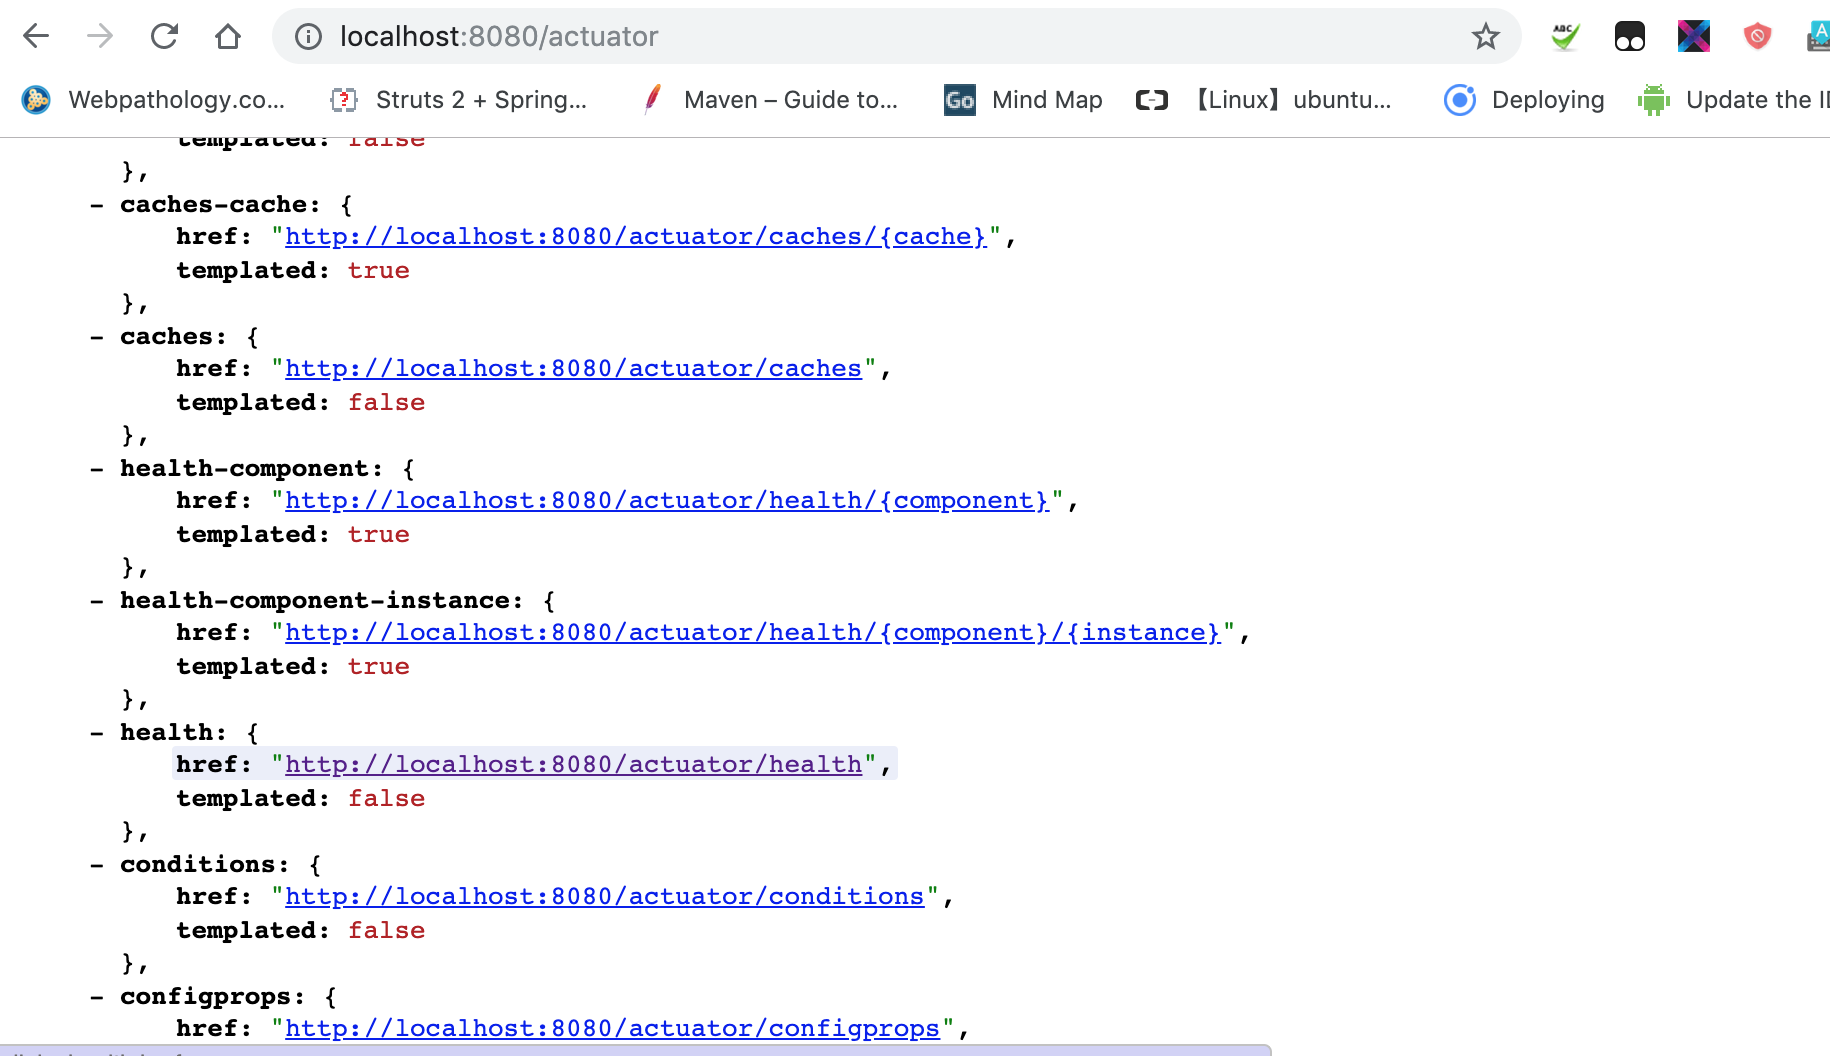 localhost:8080/actuator
ABC
A
Webpathology.co... Struts 2 + Spring... Maven – Guide to... Go Mind Map 【Linux】ubuntu... Deploying Update the
templated: false
},
– caches-cache: {
href: "http://localhost:8080/actuator/caches/{cache}",
templated: true
},
– caches: {
href: "http://localhost:8080/actuator/caches",
templated: false
},
– health-component: {
href: "http://localhost:8080/actuator/health/{component}",
templated: true
},
– health-component-instance: {
href: "http://localhost:8080/actuator/health/{component}/{instance}",
templated: true
},
– health: {
href: "http://localhost:8080/actuator/health",
templated: false
},
– conditions: {
href: "http://localhost:8080/actuator/conditions",
templated: false
},
– configprops: {
href: "http://localhost:8080/actuator/configprops",